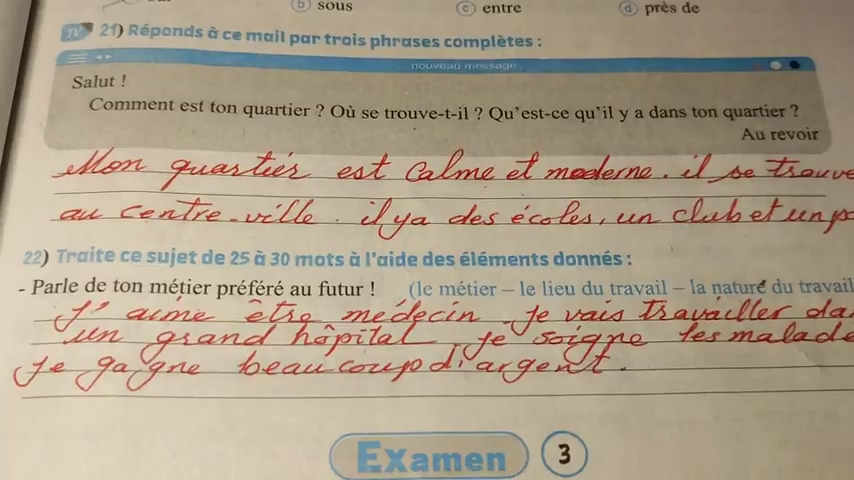 b sous c entre d près de
TV 21) Réponds à ce mail par trois phrases complètes :
nouveau message
Salut !
Comment est ton quartier ? Où se trouve-t-il ? Qu'est-ce qu'il y a dans ton quartier ?
Au revoir
Mon quartier est calme et moderne. il se trouve
au centre-ville. il y a des écoles, un club et un
22) Traite ce sujet de 25 à 30 mots à l'aide des éléments donnés :
- Parle de ton métier préféré au futur ! (le métier – le lieu du travail – la nature du travail
J'aime être médecin. Je vais travailler da
un grand hôpital. je soigne les malade
Je gagne beaucoup d'argent.
Examen 3